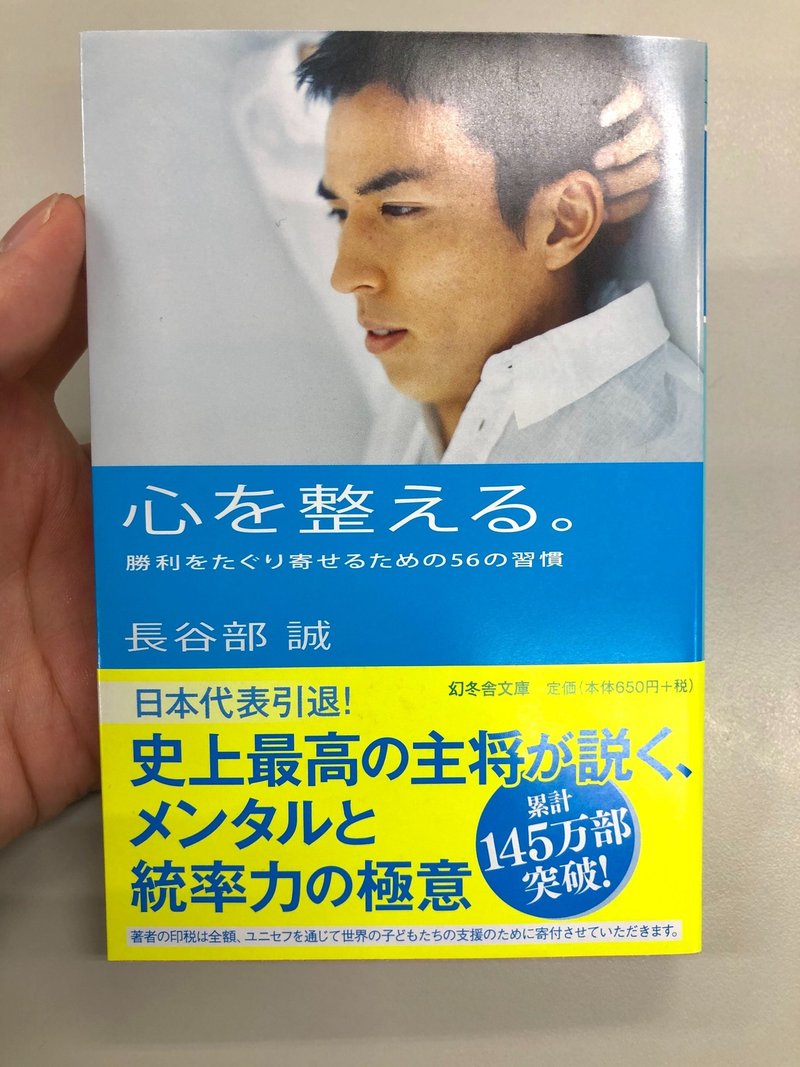 心を整える。
勝利をたぐり寄せるための56の習慣
長谷部 誠
幻冬舎文庫 定価(本体650円+税)
日本代表引退!
史上最高の主将が説く、
メンタルと
統率力の極意
累計
145万部
突破!
著者の印税は全額、ユニセフを通じて世界の子どもたちの支援のために寄付させていただきます。